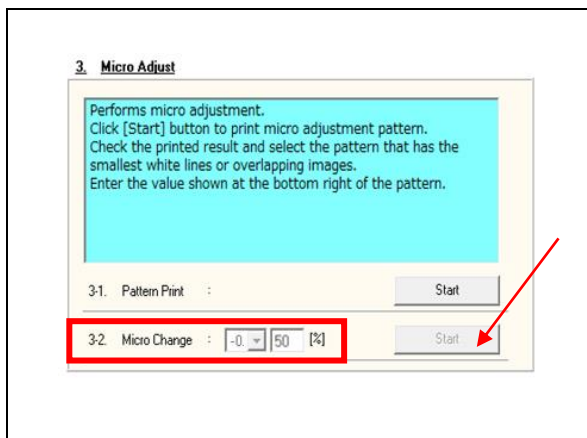 3. Micro Adjust
Performs micro adjustment.
Click [Start] button to print micro adjustment pattern.
Check the printed result and select the pattern that has the
smallest white lines or overlapping images.
Enter the value shown at the bottom right of the pattern.
3-1. Pattern Print : Start
3-2. Micro Change : -0. 50 [%] Start